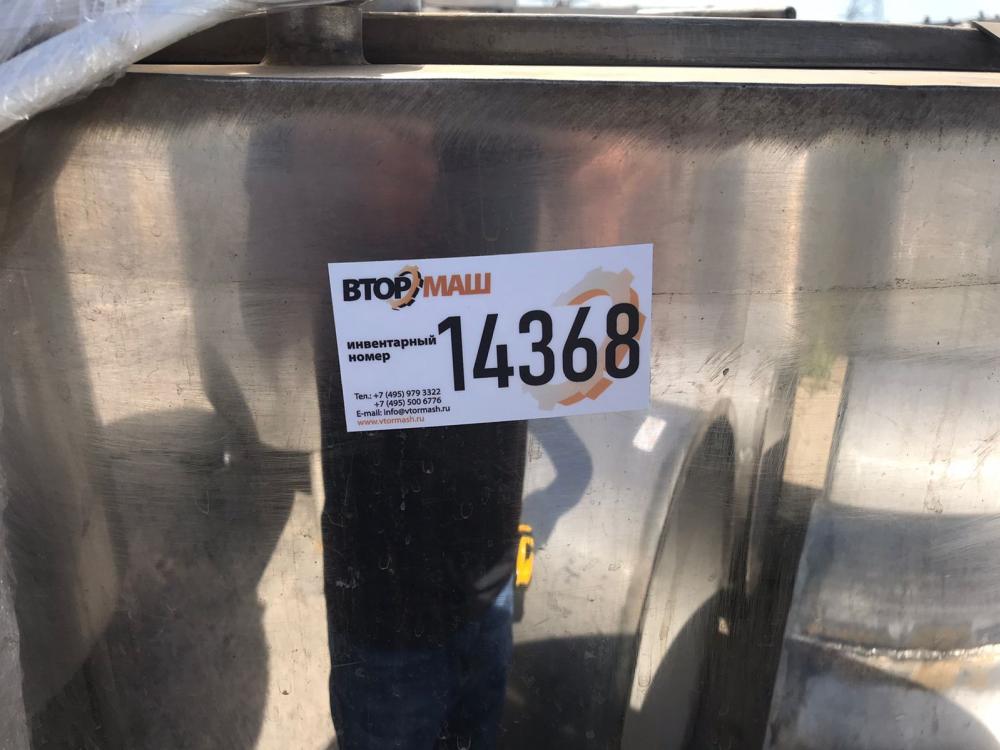 ВТОРМАШ
инвентарный
номер
14368
Тел.: +7 (495) 979 3322
+7 (495) 500 6776
E-mail: info@vtormash.ru
www.vtormash.ru